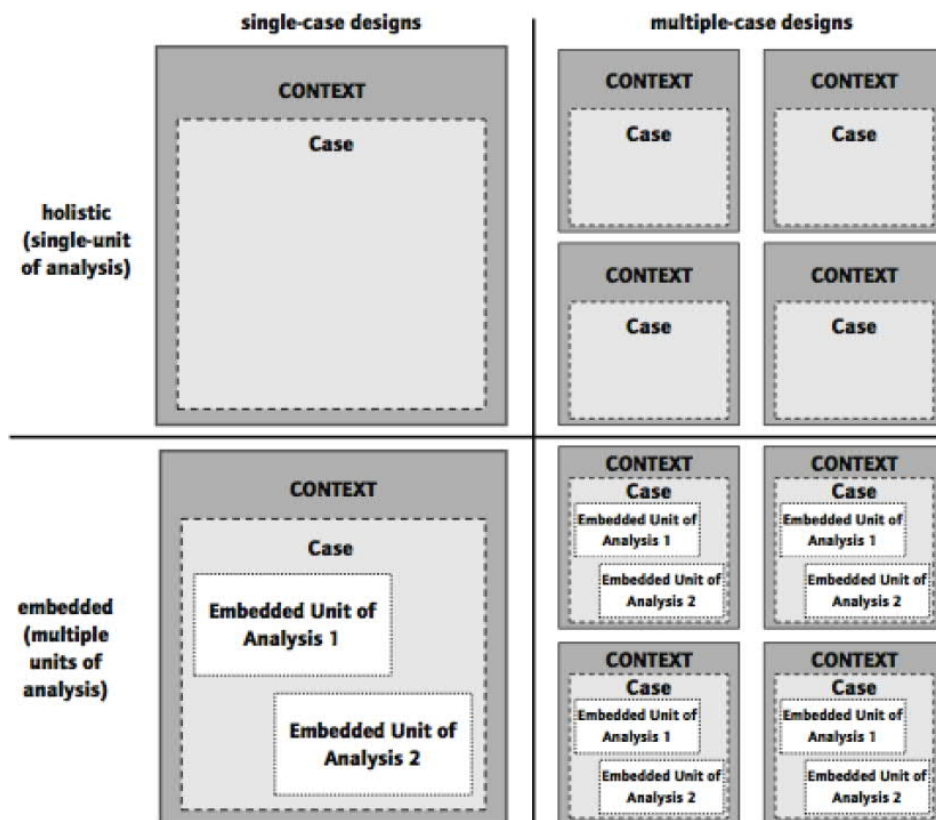 single-case designs
multiple-case designs
holistic
(single-unit
of analysis)
CONTEXT
Case
CONTEXT
Case
CONTEXT
Case
CONTEXT
Case
CONTEXT
Case
embedded
(multiple
units of
analysis)
CONTEXT
Case
Embedded Unit of
Analysis 1
Embedded Unit of
Analysis 2
CONTEXT
Case
Embedded Unit of
Analysis 1
Embedded Unit of
Analysis 2
CONTEXT
Case
Embedded Unit of
Analysis 1
Embedded Unit of
Analysis 2
CONTEXT
Case
Embedded Unit of
Analysis 1
Embedded Unit of
Analysis 2
CONTEXT
Case
Embedded Unit of
Analysis 1
Embedded Unit of
Analysis 2